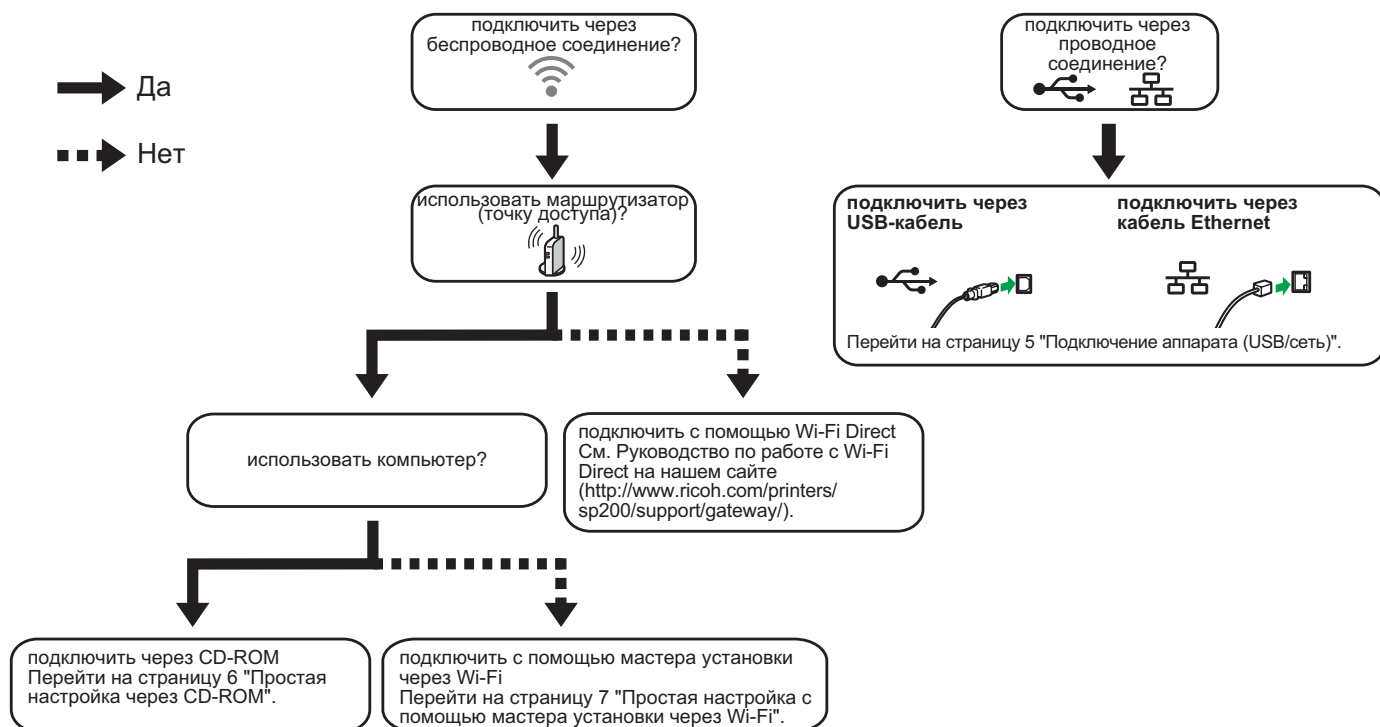 подключить через
беспроводное соединение?
подключить через
проводное
соединение?
Да
Нет
использовать маршрутизатор
(точку доступа)?
подключить через
USB-кабель
подключить через
кабель Ethernet
Перейти на страницу 5 "Подключение аппарата (USB/сеть)".
использовать компьютер?
подключить с помощью Wi-Fi Direct
См. Руководство по работе с Wi-Fi
Direct на нашем сайте
(http://www.ricoh.com/printers/
sp200/support/gateway/).
подключить через CD-ROM
Перейти на страницу 6 "Простая
настройка через CD-ROM".
подключить с помощью мастера установки
через Wi-Fi
Перейти на страницу 7 "Простая настройка с
помощью мастера установки через Wi-Fi".